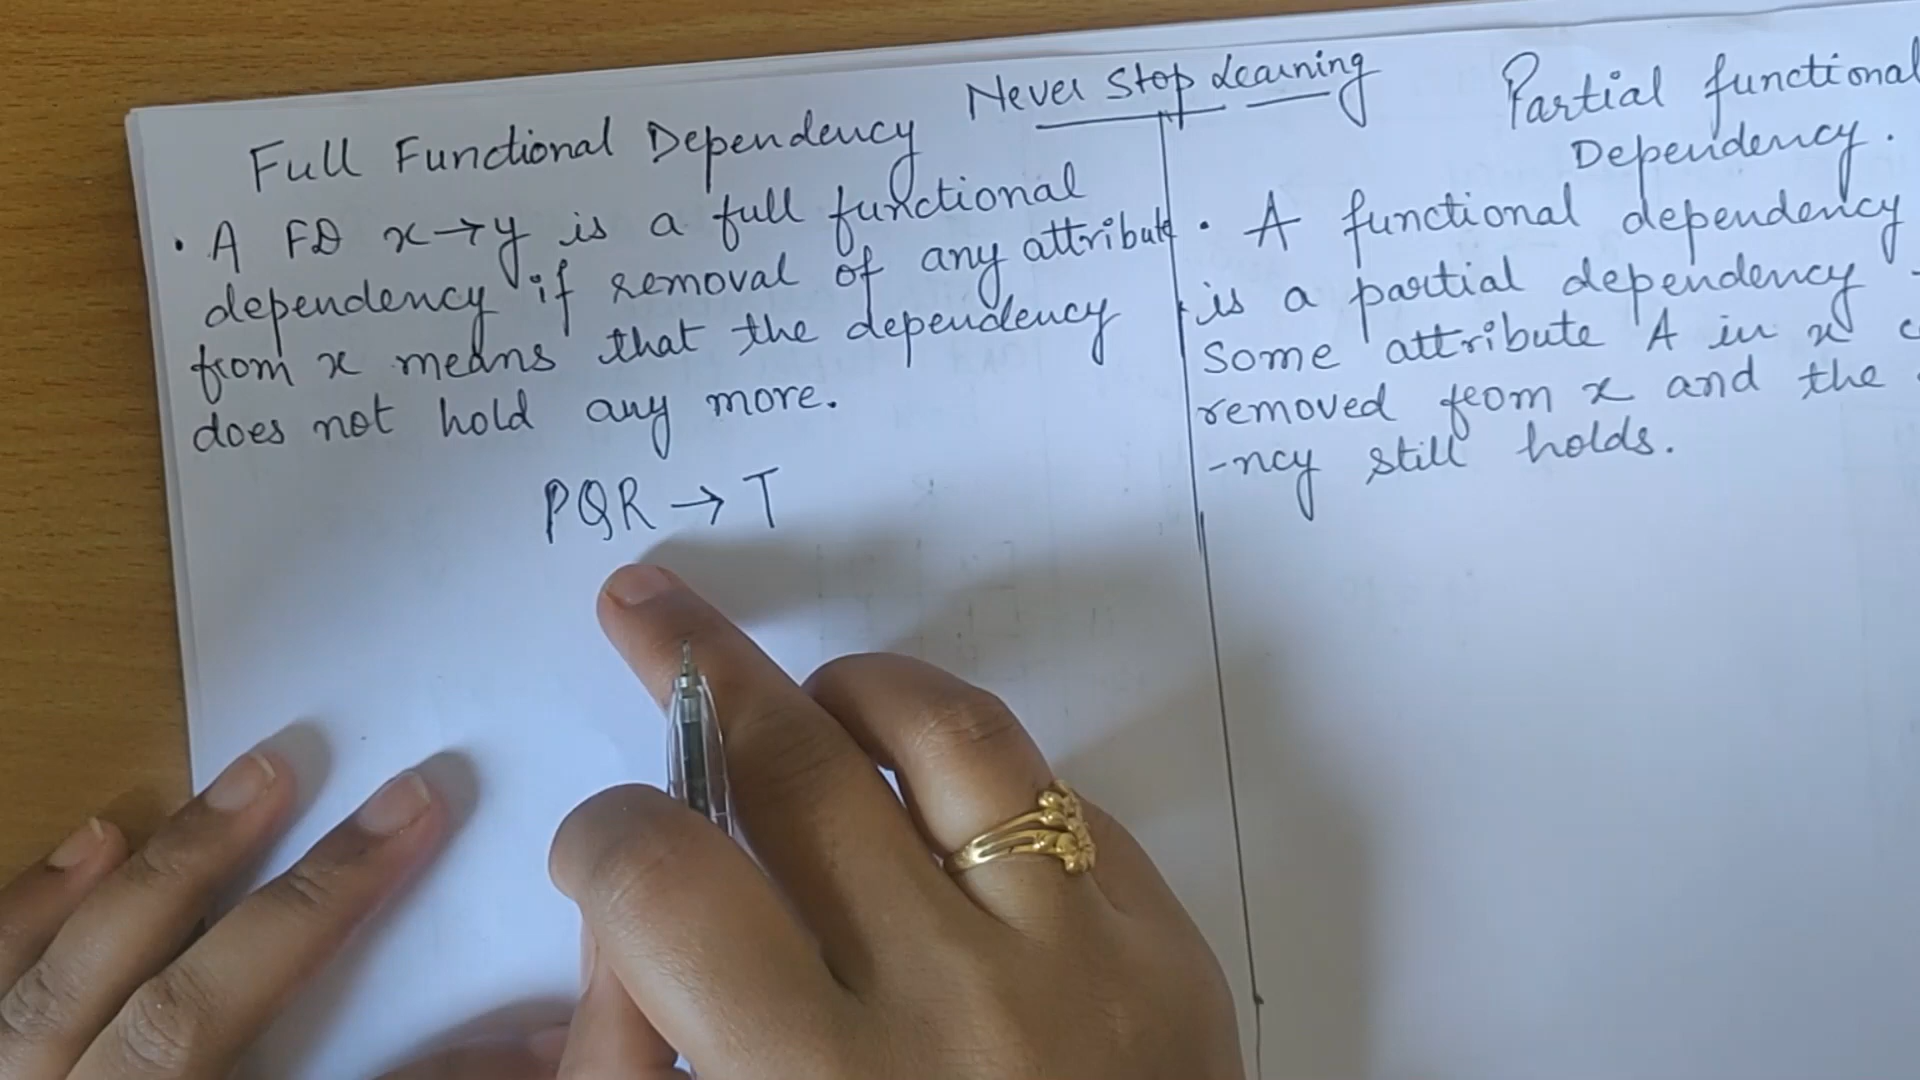 Never Stop Learning
Full Functional Dependency
• A FD x→y is a full functional
dependency if removal of any attribute
from x means that the dependency
does not hold any more.
PQR → T
Partial functional
Dependency.
• A functional dependency
is a partial dependency
Some attribute A in x
removed from x and the
-ncy still holds.